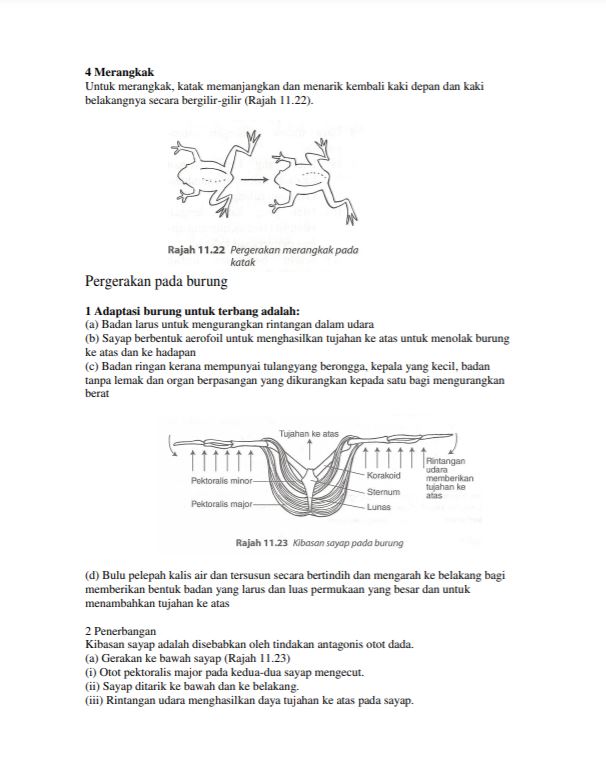 4 Merangkak
Untuk merangkak, katak memanjangkan dan menarik kembali kaki depan dan kaki
belakangnya secara bergilir-gilir (Rajah 11.22).
Rajah 11.22 Pergerakan merangkak pada
katak
Pergerakan pada burung
1 Adaptasi burung untuk terbang adalah:
(a) Badan larus untuk mengurangkan rintangan dalam udara
(b) Sayap berbentuk aerofoil untuk menghasilkan tujahan ke atas untuk menolak burung
ke atas dan ke hadapan
(c) Badan ringan kerana mempunyai tulangyang berongga, kepala yang kecil, badan
tanpa lemak dan organ berpasangan yang dikurangkan kepada satu bagi mengurangkan
berat
Tujahan ke atas
Pektoralis minor
Pektoralis major
Korakoid
Sternum
Lunas
Rintangan
udara
memberikan
tujahan ke
atas
Rajah 11.23 Kibasan sayap pada burung
(d) Bulu pelepah kalis air dan tersusun secara bertindih dan mengarah ke belakang bagi
memberikan bentuk badan yang larus dan luas permukaan yang besar dan untuk
menambahkan tujahan ke atas
2 Penerbangan
Kibasan sayap adalah disebabkan oleh tindakan antagonis otot dada.
(a) Gerakan ke bawah sayap (Rajah 11.23)
(i) Otot pektoralis major pada kedua-dua sayap mengecut.
(ii) Sayap ditarik ke bawah dan ke belakang.
(iii) Rintangan udara menghasilkan daya tujahan ke atas pada sayap.